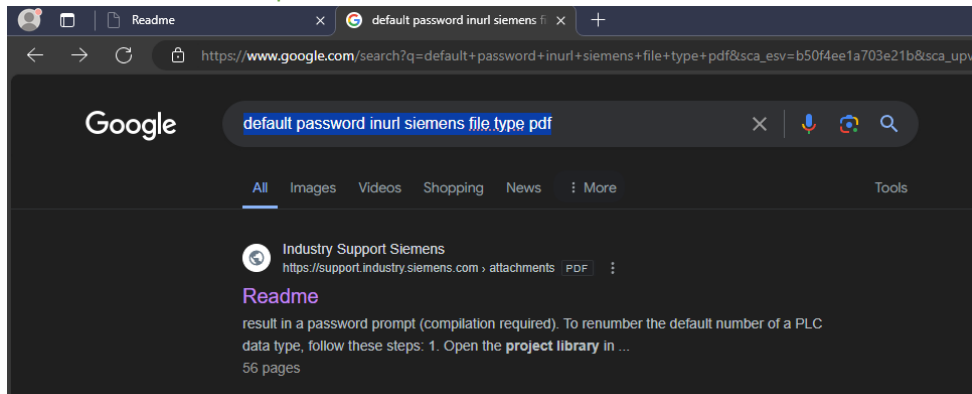 Readme
default password inurl siemens fi
https://www.google.com/search?q=default+password+inurl+siemens+file+type+pdf&sca_esv=b50f4ee1a703e21b&sca_upv
Google
default password inurl siemens file type pdf
All Images Videos Shopping News More Tools
Industry Support Siemens
https://support.industry.siemens.com › attachments PDF
Readme
result in a password prompt (compilation required). To renumber the default number of a PLC
data type, follow these steps: 1. Open the project library in ...
56 pages